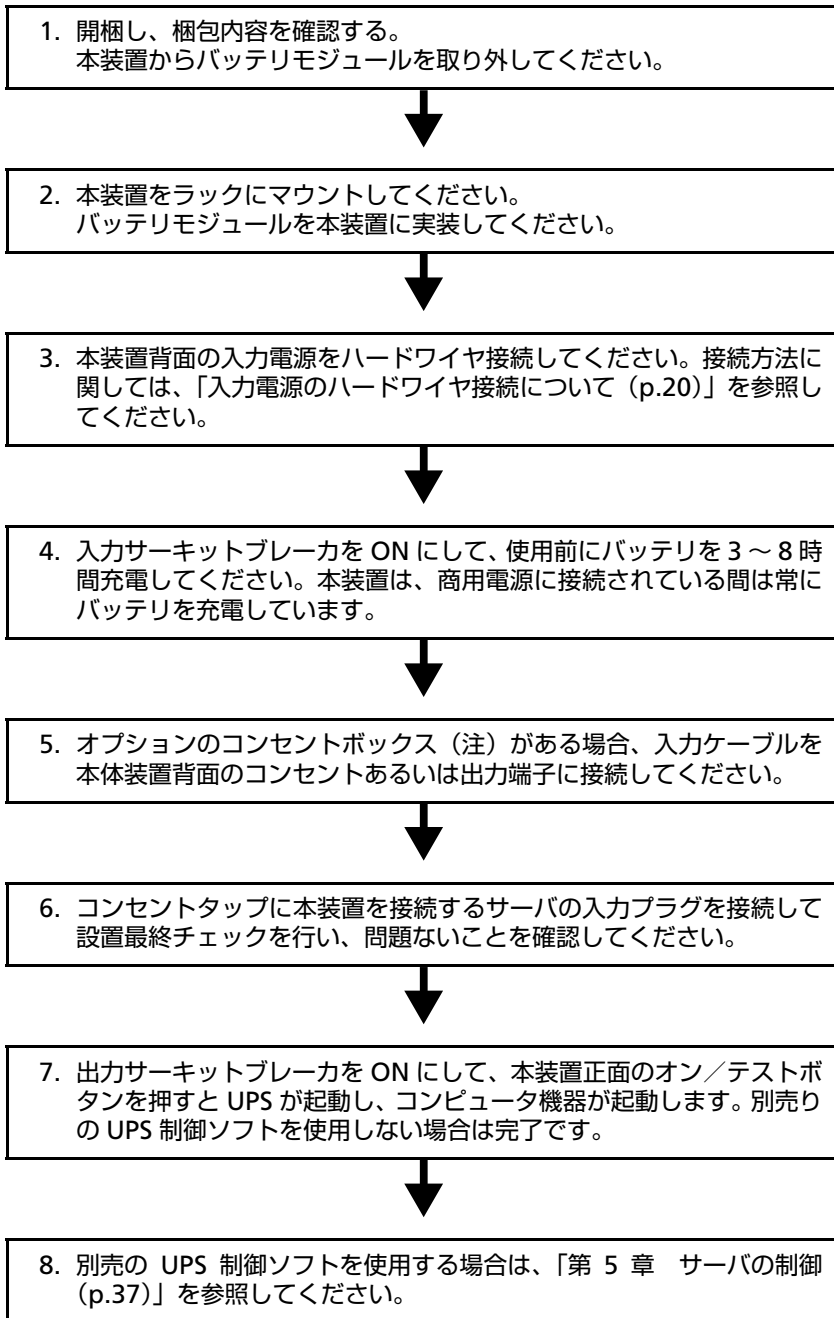 1. 開梱し、梱包内容を確認する。
本装置からバッテリモジュールを取り外してください。
2. 本装置をラックにマウントしてください。
バッテリモジュールを本装置に実装してください。
3. 本装置背面の入力電源をハードワイヤ接続してください。接続方法に
関しては、「入力電源のハードワイヤ接続について（p.20）」を参照し
てください。
4. 入力サーキットブレーカを ON にして、使用前にバッテリを 3 ～ 8 時
間充電してください。本装置は、商用電源に接続されている間は常に
バッテリを充電しています。
5. オプションのコンセントボックス（注）がある場合、入力ケーブルを
本体装置背面のコンセントあるいは出力端子に接続してください。
6. コンセントタップに本装置を接続するサーバの入力プラグを接続して
設置最終チェックを行い、問題ないことを確認してください。
7. 出力サーキットブレーカを ON にして、本装置正面のオン／テストボ
タンを押すと UPS が起動し、コンピュータ機器が起動します。別売り
の UPS 制御ソフトを使用しない場合は完了です。
8. 別売の UPS 制御ソフトを使用する場合は、「第 5 章　サーバの制御
（p.37）」を参照してください。